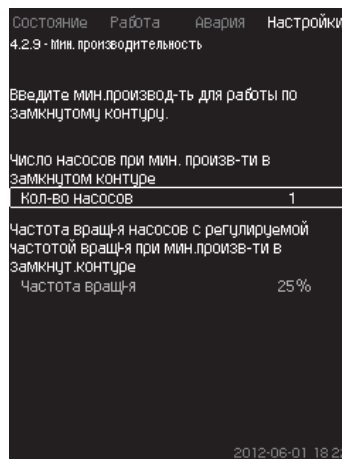 Состояние Работа Авария Настройки
4.2.9 - Мин. производительность
Введите мин.производ-ть для работы по
замкнутому контуру.
Число насосов при мин. произв-ти в
замкнутом контуре
Кол-во насосов 1
Частота вращ-я насосов с регулируемой
частотой вращ-я при мин.произв-ти в
замкнут.контуре
Частота вращ-я 25%
2012-06-01 18:2